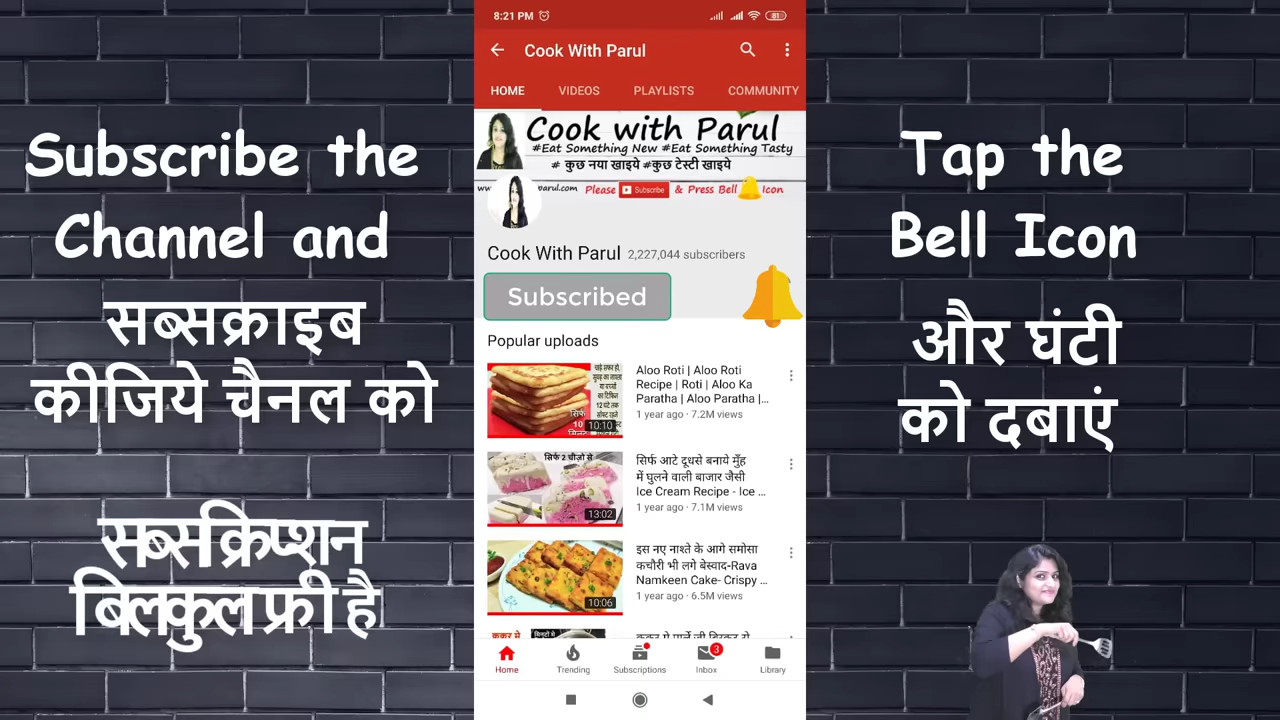 Subscribe the
Channel and
सब्सक्राइब
कीजिये चैनल को
सब्सक्रिप्शन
बिलकुल फ्री है
8:21 PM
81
Cook With Parul
HOME VIDEOS PLAYLISTS COMMUNITY
Cook with Parul
#Eat Something New #Eat Something Tasty
# कुछ नया खाइये #कुछ टेस्टी खाइये
Please Subscribe & Press Bell Icon
Cook With Parul 2,227,044 subscribers
Subscribed
Popular uploads
Aloo Roti | Aloo Roti
Recipe | Roti | Aloo Ka
Paratha | Aloo Paratha |...
1 year ago · 7.2M views
10:10
सिर्फ 2 चीज़ो से
सिर्फ आटे दूधसे बनाये मुँह
में घुलने वाली बाजार जैसी
Ice Cream Recipe - Ice ...
1 year ago · 7.1M views
13:02
इस नए नाश्ते के आगे समोसा
कचौरी भी लगे बेस्वाद-Rava
Namkeen Cake- Crispy ...
1 year ago · 6.5M views
10:06
3
Home Trending Subscriptions Inbox Library
Tap the
Bell Icon
और घंटी
को दबाएं